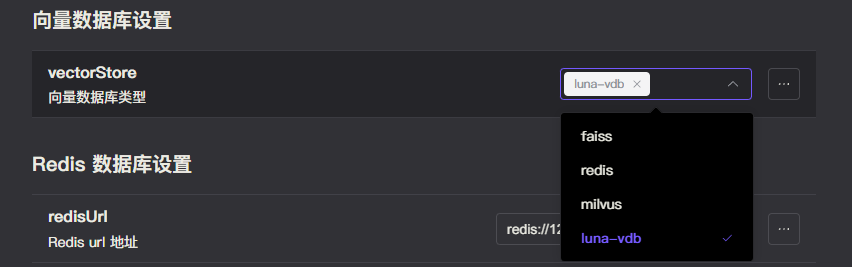 向量数据库设置
vectorStore
向量数据库类型
luna-vdb
faiss
redis
milvus
luna-vdb
Redis 数据库设置
redisUrl
Redis url 地址
redis://12